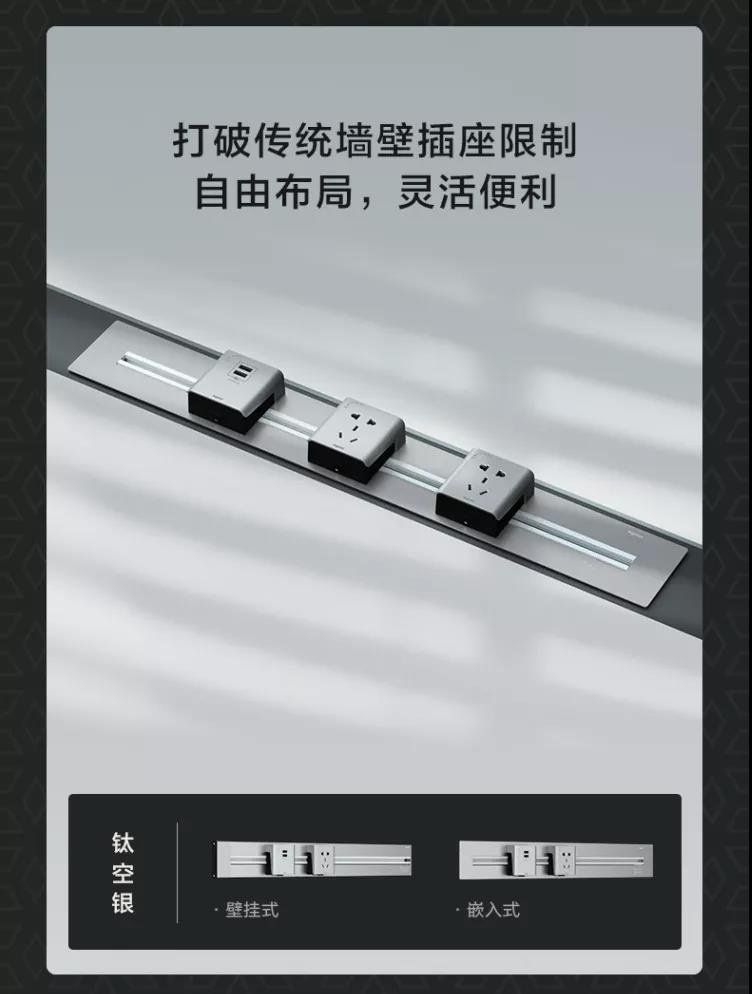 打破传统墙壁插座限制
自由布局，灵活便利
钛空银
· 壁挂式
· 嵌入式